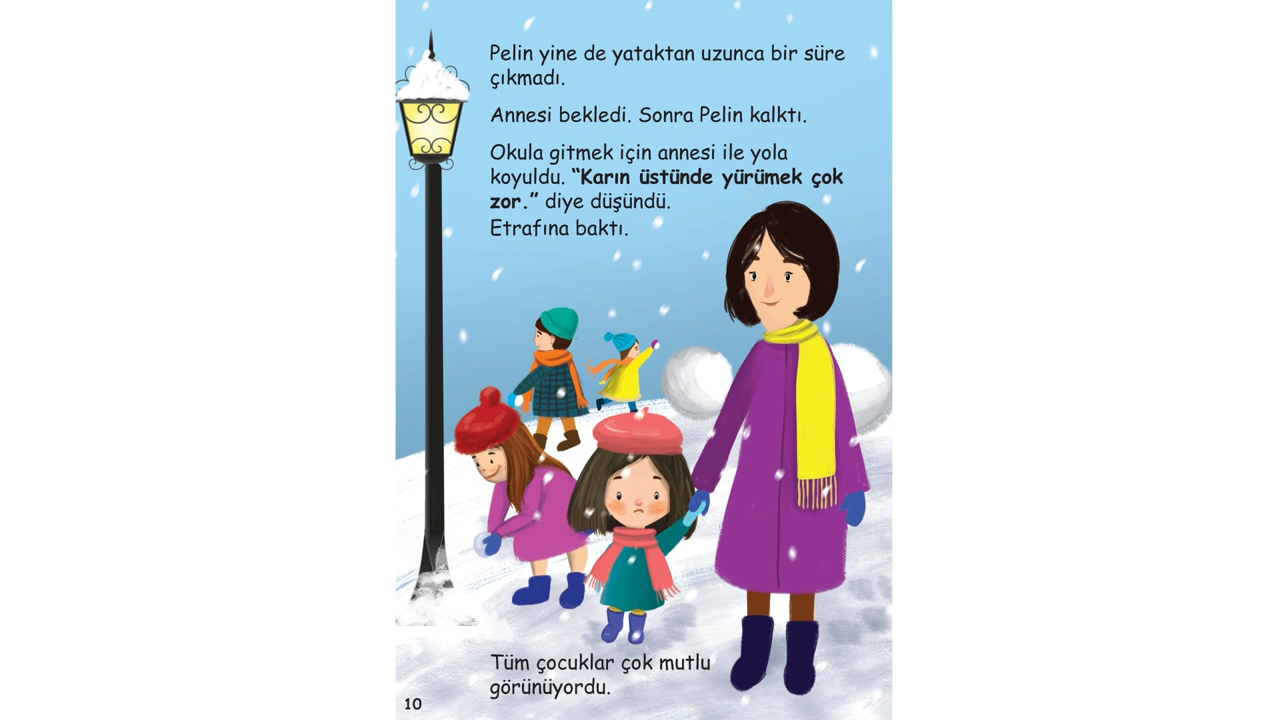 Pelin yine de yataktan uzunca bir süre
çıkmadı.
Annesi bekledi. Sonra Pelin kalktı.
Okula gitmek için annesi ile yola
koyuldu. “Karın üstünde yürümek çok
zor.” diye düşündü.
Etrafına baktı.
Tüm çocuklar çok mutlu
görünüyordu.
10